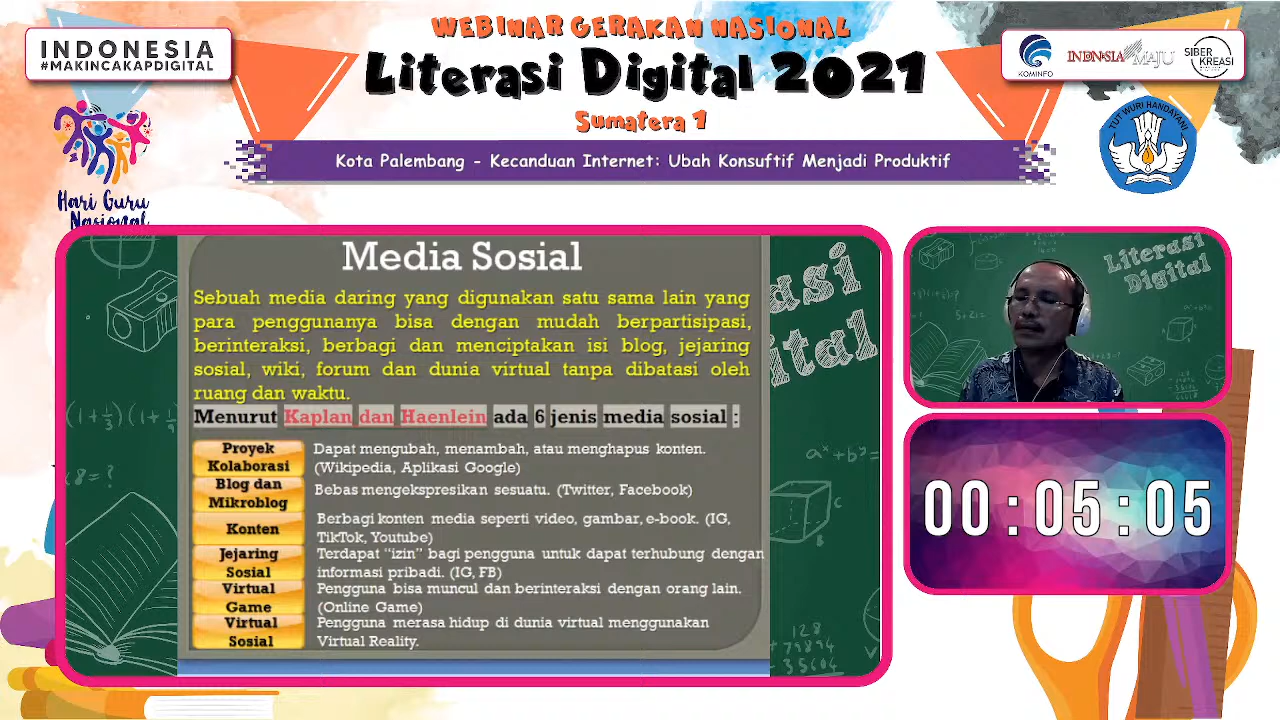 INDONESIA
#MAKINCAKAPDIGITAL
WEBINAR GERAKAN NASIONAL
Literasi Digital 2021
Sumatera 1
KOMINFO
INDONESIA MAJU
SIBER
KREASI
TUT WURI HANDAYANI
Kota Palembang - Kecanduan Internet: Ubah Konsuftif Menjadi Produktif
Hari Guru
Nasional
Media Sosial
Sebuah media daring yang digunakan satu sama lain yang
para penggunanya bisa dengan mudah berpartisipasi,
berinteraksi, berbagi dan menciptakan isi blog, jejaring
sosial, wiki, forum dan dunia virtual tanpa dibatasi oleh
ruang dan waktu.
Menurut Kaplan dan Haenlein ada 6 jenis media sosial :
Proyek
Kolaborasi
Dapat mengubah, menambah, atau menghapus konten.
(Wikipedia, Aplikasi Google)
Blog dan
Mikroblog
Bebas mengekspresikan sesuatu. (Twitter, Facebook)
Konten
Berbagi konten media seperti video, gambar, e-book. (IG,
TikTok, Youtube)
Jejaring
Sosial
Terdapat "izin" bagi pengguna untuk dapat terhubung dengan
informasi pribadi. (IG, FB)
Virtual
Game
Pengguna bisa muncul dan berinteraksi dengan orang lain.
(Online Game)
Virtual
Sosial
Pengguna merasa hidup di dunia virtual menggunakan
Virtual Reality.
Literasi
Digital
00:05:05